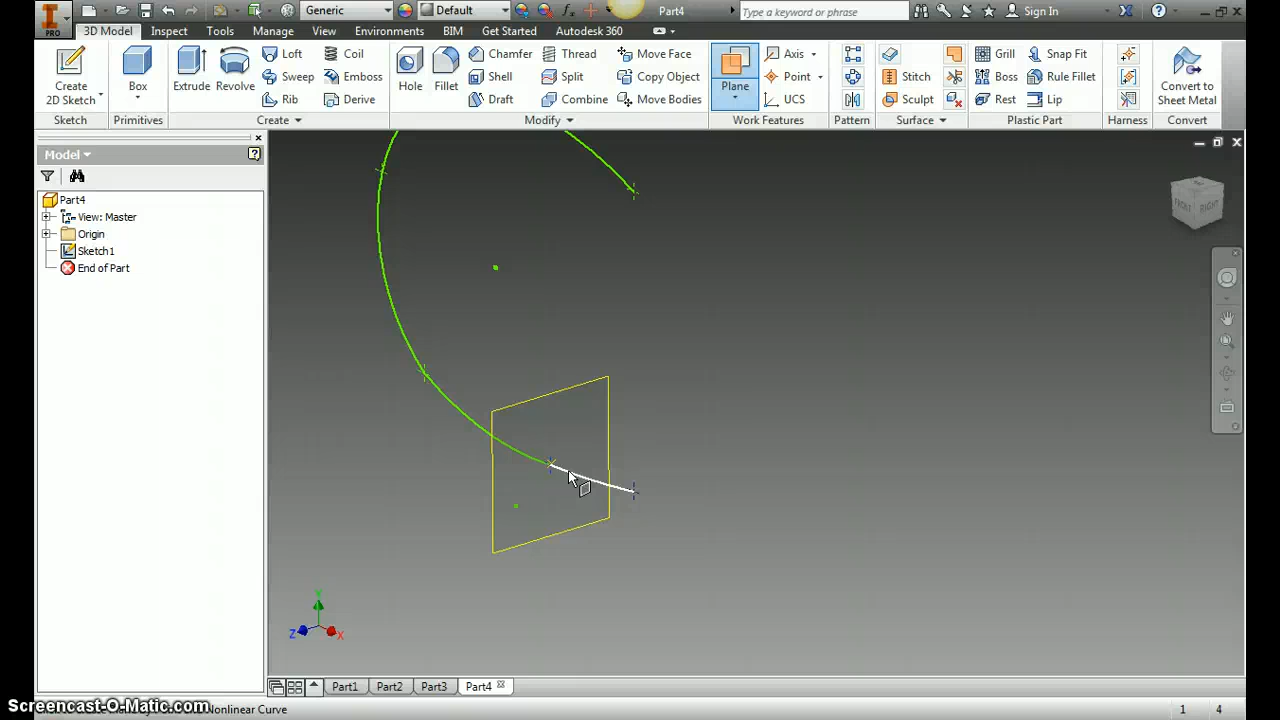 Generic
Default
Part4
Type a keyword or phrase
Sign In
PRO
3D Model
Inspect
Tools
Manage
View
Environments
BIM
Get Started
Autodesk 360
Create
2D Sketch
Box
Extrude
Revolve
Loft
Sweep
Rib
Coil
Emboss
Derive
Hole
Fillet
Chamfer
Shell
Draft
Thread
Split
Combine
Move Face
Copy Object
Move Bodies
Plane
Axis
Point
UCS
Stitch
Sculpt
Grill
Boss
Rest
Snap Fit
Rule Fillet
Lip
Convert to
Sheet Metal
Sketch
Primitives
Create
Modify
Work Features
Pattern
Surface
Plastic Part
Harness
Convert
Model
Part4
View: Master
Origin
Sketch1
End of Part
FRONT
RIGHT
Y
Z
X
Part1
Part2
Part3
Part4
Screencast-O-Matic.com
Nonlinear Curve
1
4